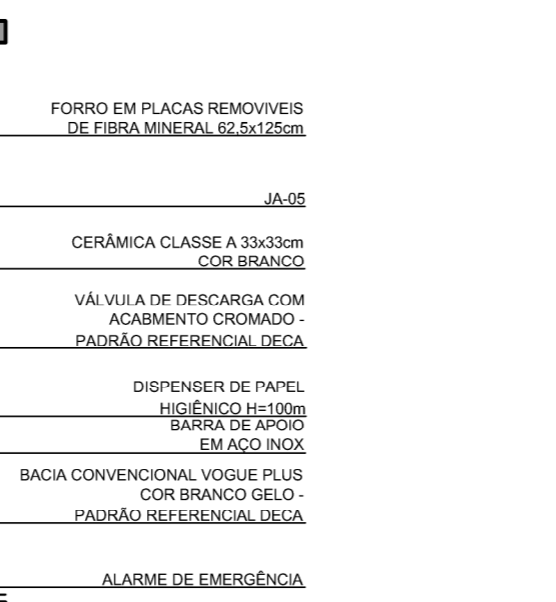 FORRO EM PLACAS REMOVIVEIS
DE FIBRA MINERAL 62,5x125cm
JA-05
CERÂMICA CLASSE A 33x33cm
COR BRANCO
VÁLVULA DE DESCARGA COM
ACABMENTO CROMADO -
PADRÃO REFERENCIAL DECA
DISPENSER DE PAPEL
HIGIÊNICO H=100m
BARRA DE APOIO
EM AÇO INOX
BACIA CONVENCIONAL VOGUE PLUS
COR BRANCO GELO -
PADRÃO REFERENCIAL DECA
ALARME DE EMERGÊNCIA